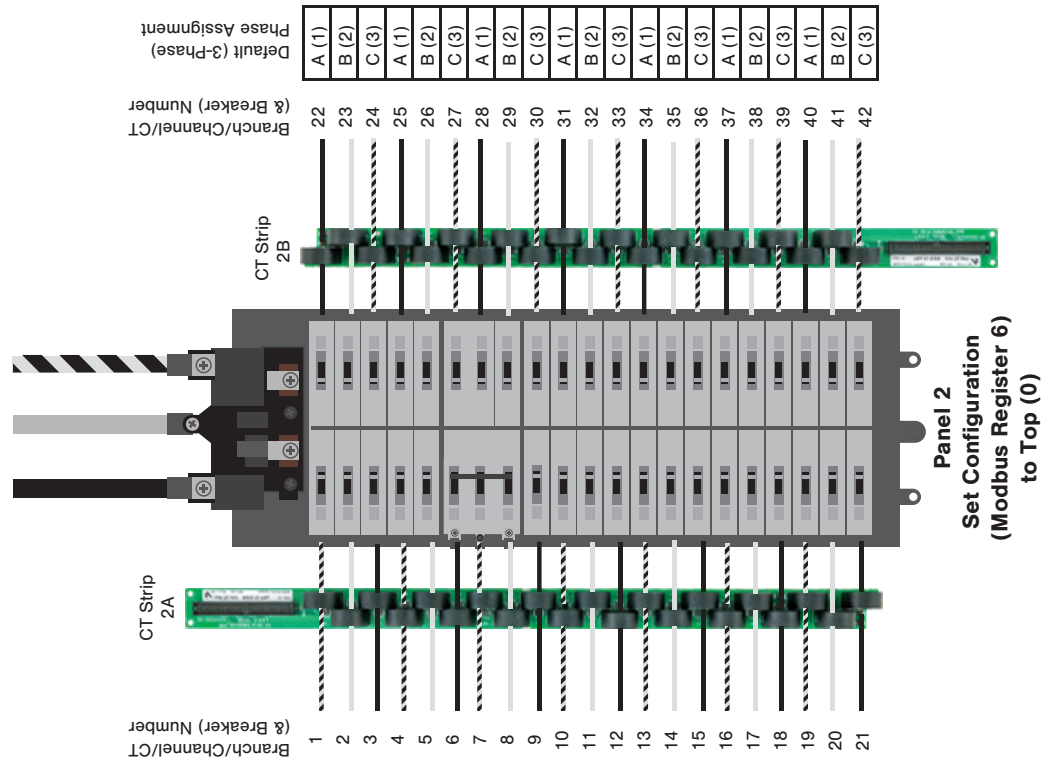 Default (3-Phase)
Phase Assignment
A (1)
B (2)
C (3)
A (1)
B (2)
C (3)
A (1)
B (2)
C (3)
A (1)
B (2)
C (3)
A (1)
B (2)
C (3)
A (1)
B (2)
C (3)
A (1)
B (2)
C (3)
Branch/Channel/CT
(& Breaker) Number
22
23
24
25
26
27
28
29
30
31
32
33
34
35
36
37
38
39
40
41
42
CT Strip
2B
Panel 2
Set Configuration
(Modbus Register 6)
to Top (0)
CT Strip
2A
Branch/Channel/CT
(& Breaker) Number
1
2
3
4
5
6
7
8
9
10
11
12
13
14
15
16
17
18
19
20
21